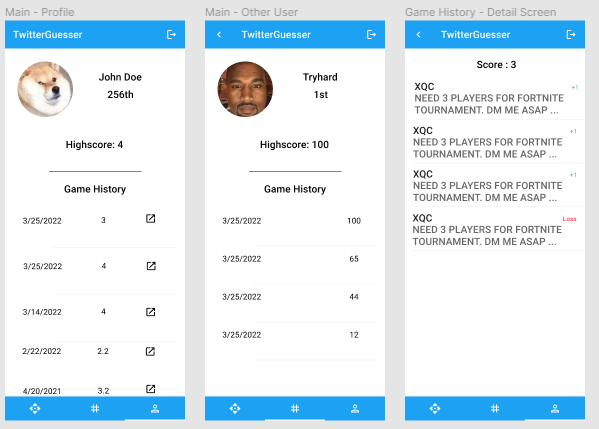 Main - Profile
TwitterGuesser
John Doe
256th
Highscore: 4
Game History
3/25/2022 3
3/25/2022 4
3/14/2022 4
2/22/2022 2.2
4/20/2021 3.2
Main - Other User
TwitterGuesser
Tryhard
1st
Highscore: 100
Game History
3/25/2022 100
3/25/2022 65
3/25/2022 44
3/25/2022 12
Game History - Detail Screen
TwitterGuesser
Score : 3
XQC +1
NEED 3 PLAYERS FOR FORTNITE
TOURNAMENT. DM ME ASAP ...
XQC +1
NEED 3 PLAYERS FOR FORTNITE
TOURNAMENT. DM ME ASAP ...
XQC +1
NEED 3 PLAYERS FOR FORTNITE
TOURNAMENT. DM ME ASAP ...
XQC Loss
NEED 3 PLAYERS FOR FORTNITE
TOURNAMENT. DM ME ASAP ...